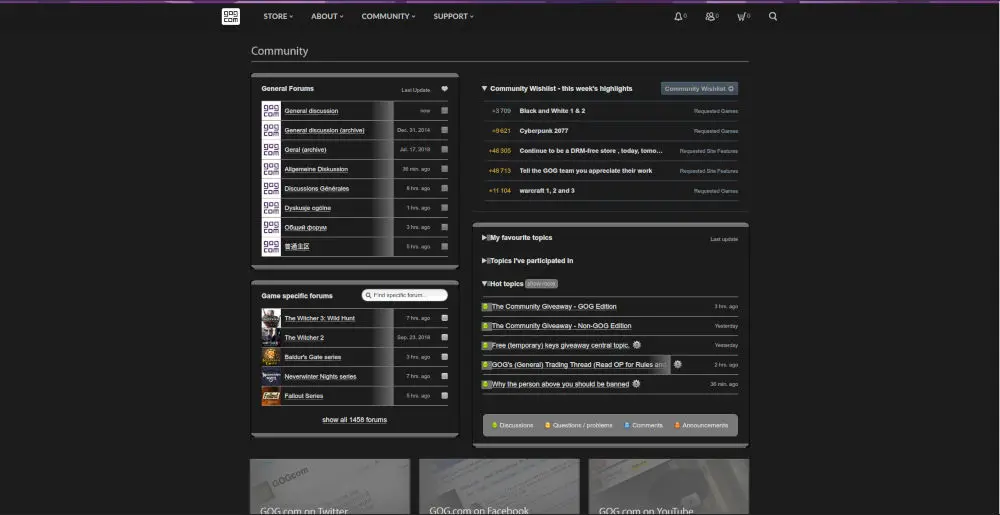 gog com STORE ABOUT COMMUNITY SUPPORT 0 0 0
Community
General Forums Last Update
General discussion now
General discussion (archive) Dec. 31, 2014
Geral (archive) Jul. 17, 2018
Allgemeine Diskussion 36 min. ago
Discussions Générales 8 hrs. ago
Dyskusje ogólne 1 hrs. ago
Общий форум 3 hrs. ago
普通主区 5 hrs. ago
Game specific forums Find specific forum...
The Witcher 3: Wild Hunt 7 hrs. ago
The Witcher 2 Sep. 23, 2018
Baldur's Gate series 3 hrs. ago
Neverwinter Nights series 7 hrs. ago
Fallout Series 5 hrs. ago
show all 1458 forums
Community Wishlist - this week's highlights Community Wishlist
+3 709 Black and White 1 & 2 Requested Games
+9 621 Cyberpunk 2077 Requested Games
+46 305 Continue to be a DRM-free store , today, tomo... Requested Site Features
+48 713 Tell the GOG team you appreciate their work Requested Site Features
+11 104 warcraft 1, 2 and 3 Requested Games
My favourite topics Last update
Topics I've participated in
Hot topics show more
The Community Giveaway - GOG Edition 3 hrs. ago
The Community Giveaway - Non-GOG Edition Yesterday
Free (temporary) keys giveaway central topic. Yesterday
GOG's (General) Trading Thread (Read OP for Rules and 2 hrs. ago
Why the person above you should be banned 36 min. ago
Discussions Questions / problems Comments Announcements
GOG.com on Twitter GOG.com on Facebook GOG.com on YouTube